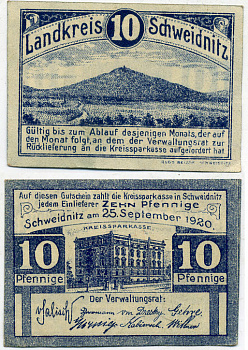 Landkreis 10 Schweidnitz
Gültig bis zum Ablauf desjenigen Monats, der auf
den Monat folgt, an dem der Verwaltungsrat zur
Rücklieferung an die Kreissparkasse aufgefordert hat
Auf diesen Gutschein zahlt die Kreissparkasse in Schweidnitz
jedem Einlieferer ZEHN Pfennige
Schweidnitz am 25. September 1920.
KREISSPARKASSE
10 10
Pfennige Pfennige
Der Verwaltungsrat: